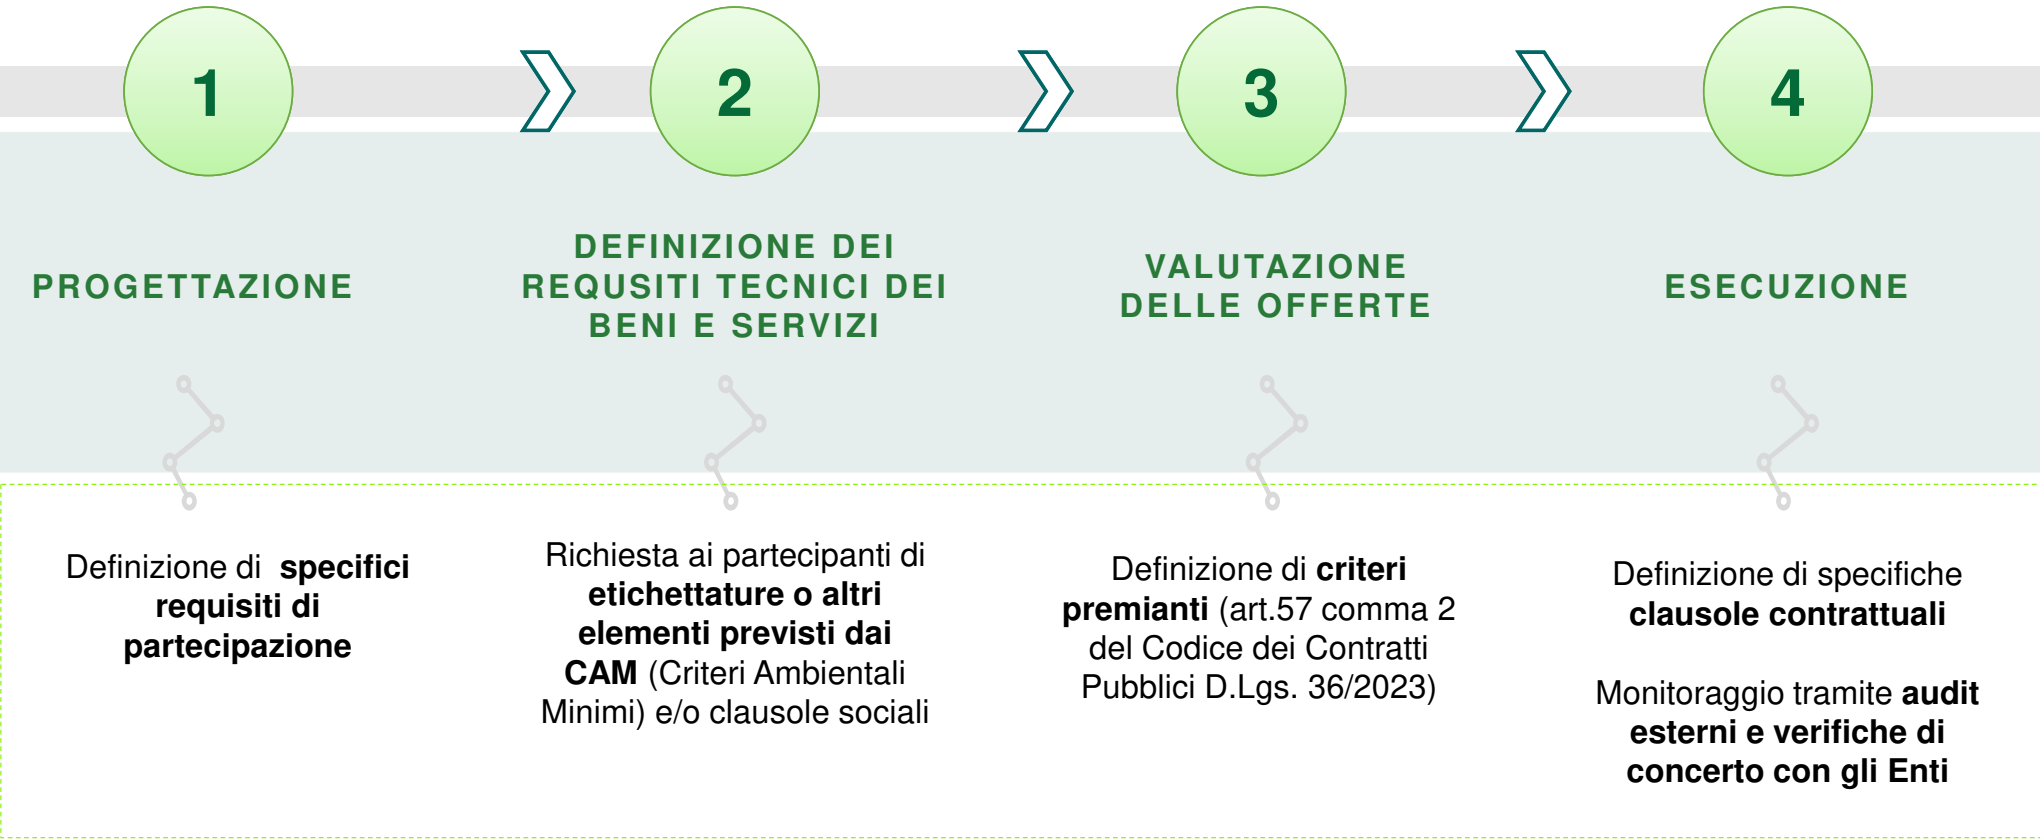 1
2
3
4
PROGETTAZIONE
DEFINIZIONE DEI
REQUSITI TECNICI DEI
BENI E SERVIZI
VALUTAZIONE
DELLE OFFERTE
ESECUZIONE
Definizione di specifici
requisiti di
partecipazione
Richiesta ai partecipanti di
etichettature o altri
elementi previsti dai
CAM (Criteri Ambientali
Minimi) e/o clausole sociali
Definizione di criteri
premianti (art.57 comma 2
del Codice dei Contratti
Pubblici D.Lgs. 36/2023)
Definizione di specifiche
clausole contrattuali
Monitoraggio tramite audit
esterni e verifiche di
concerto con gli Enti